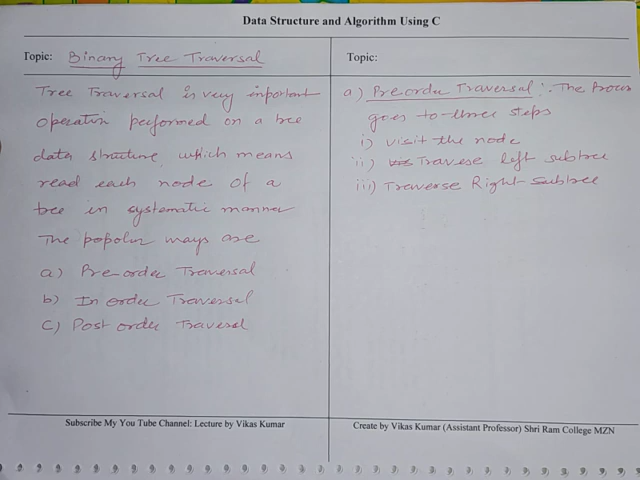 Data Structure and Algorithm Using C
Topic: Binary Tree Traversal
Tree Traversal is very important
operation performed on a tree
data structure, which means
read each node of a
tree in systematic manner
The popular ways are
a) Pre-order Traversal
b) In order Traversal
c) Post order Traversal
Subscribe My You Tube Channel: Lecture by Vikas Kumar
Topic:
a) Preorder Traversal :. The Process
goes to three steps
i) visit the node
ii) Travese left subtree
iii) Traverse Right-Subtree
Create by Vikas Kumar (Assistant Professor) Shri Ram College MZN